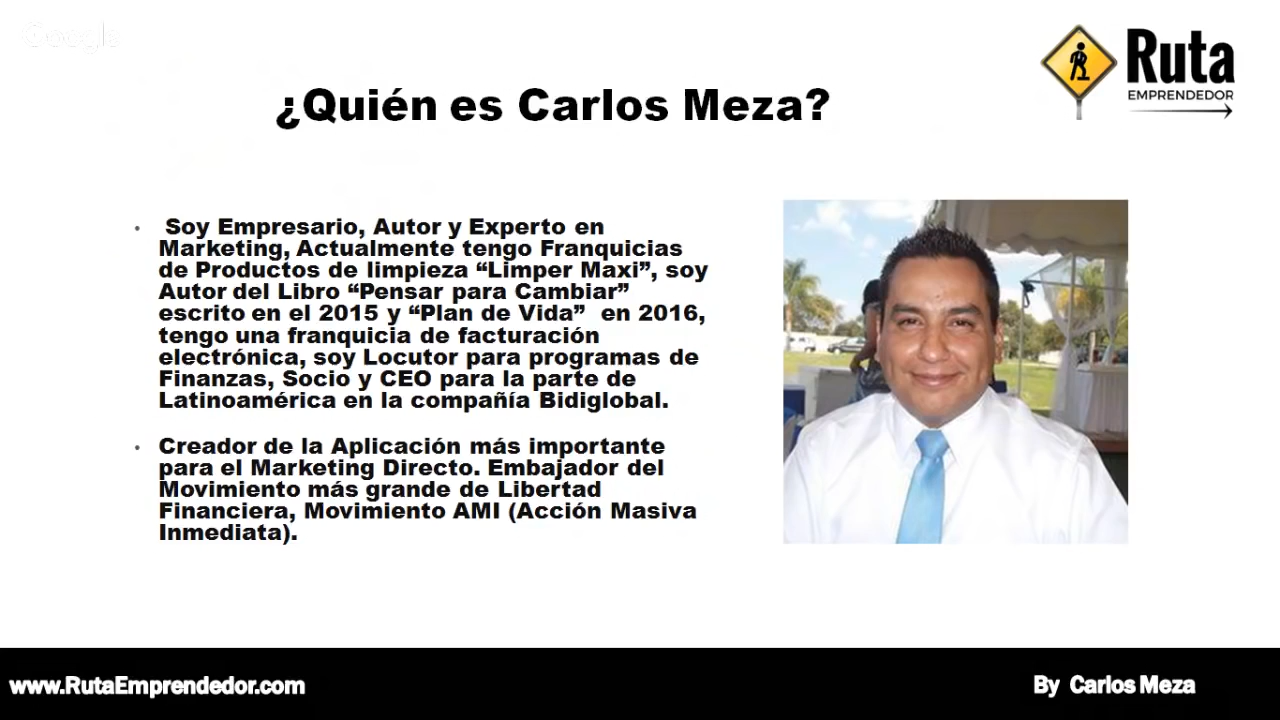 Google
Ruta
EMPRENDEDOR
¿Quién es Carlos Meza?
• Soy Empresario, Autor y Experto en
Marketing, Actualmente tengo Franquicias
de Productos de limpieza “Limper Maxi”, soy
Autor del Libro “Pensar para Cambiar”
escrito en el 2015 y “Plan de Vida” en 2016,
tengo una franquicia de facturación
electrónica, soy Locutor para programas de
Finanzas, Socio y CEO para la parte de
Latinoamérica en la compañía Bidiglobal.
• Creador de la Aplicación más importante
para el Marketing Directo. Embajador del
Movimiento más grande de Libertad
Financiera, Movimiento AMI (Acción Masiva
Inmediata).
www.RutaEmprendedor.com
By Carlos Meza